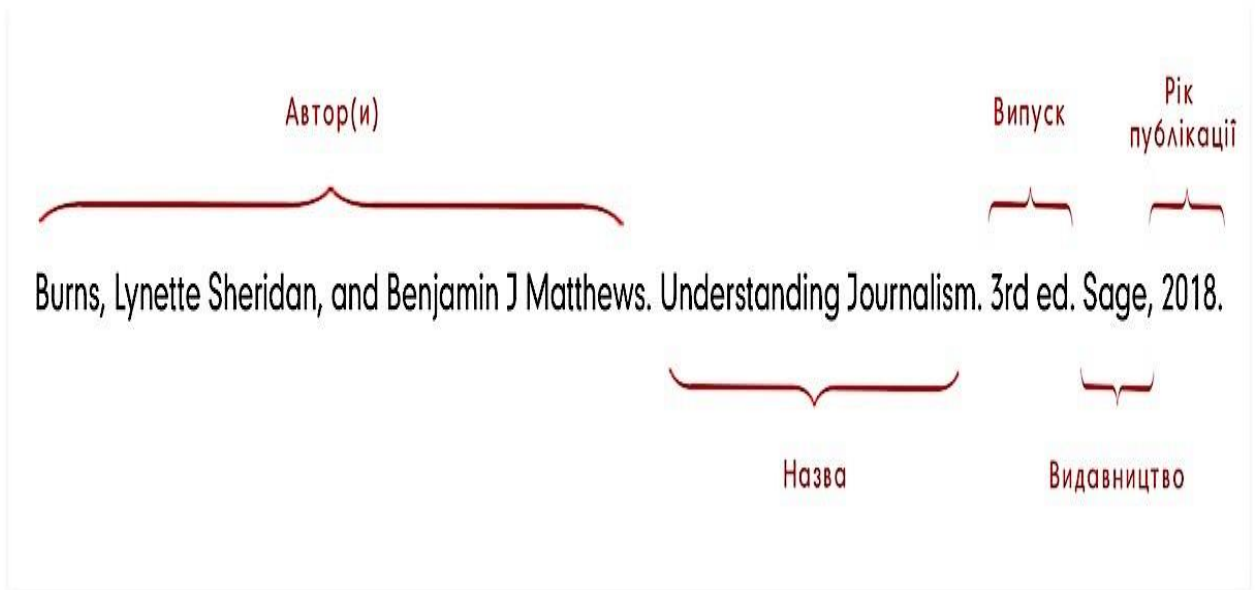 Автор(и)
Випуск
Рік
публікації
Burns, Lynette Sheridan, and Benjamin J Matthews. Understanding Journalism. 3rd ed. Sage, 2018.
Назва
Видавництво